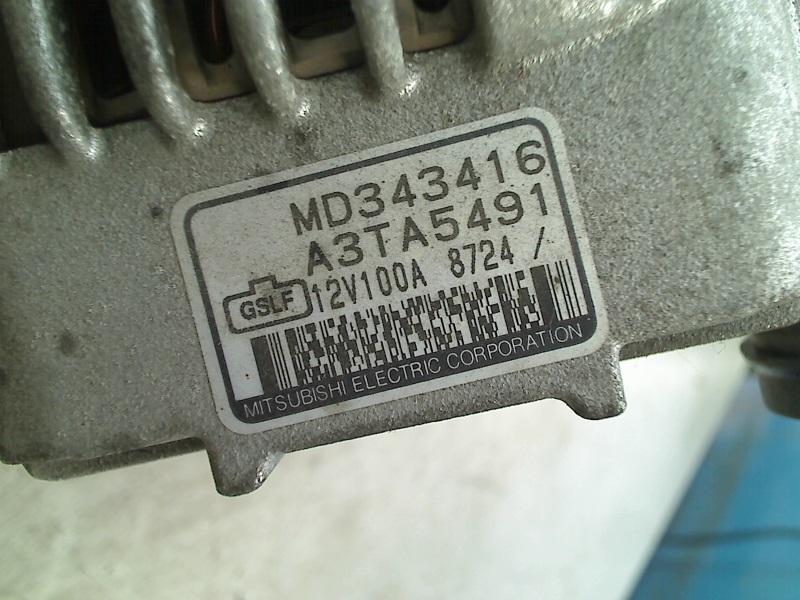 MD343416
A3TA5491
GSLF 12V100A 8724 /
MITSUBISHI ELECTRIC CORPORATION